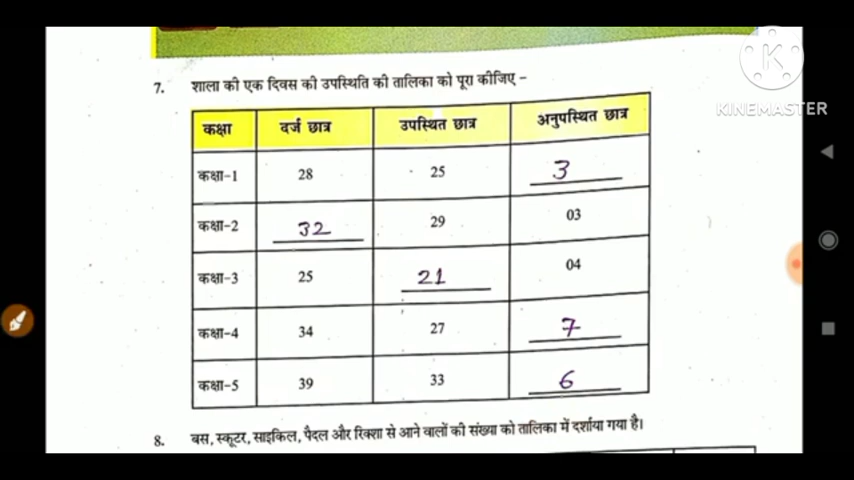 K
KINEMASTER
7. शाला की एक दिवस की उपस्थिति की तालिका को पूरा कीजिए –
कक्षा दर्ज छात्र उपस्थित छात्र अनुपस्थित छात्र
कक्षा-1 28 25 3
कक्षा-2 32 29 03
कक्षा-3 25 21 04
कक्षा-4 34 27 7
कक्षा-5 39 33 6
8. बस, स्कूटर, साइकिल, पैदल और रिक्शा से आने वालों की संख्या को तालिका में दर्शाया गया है।